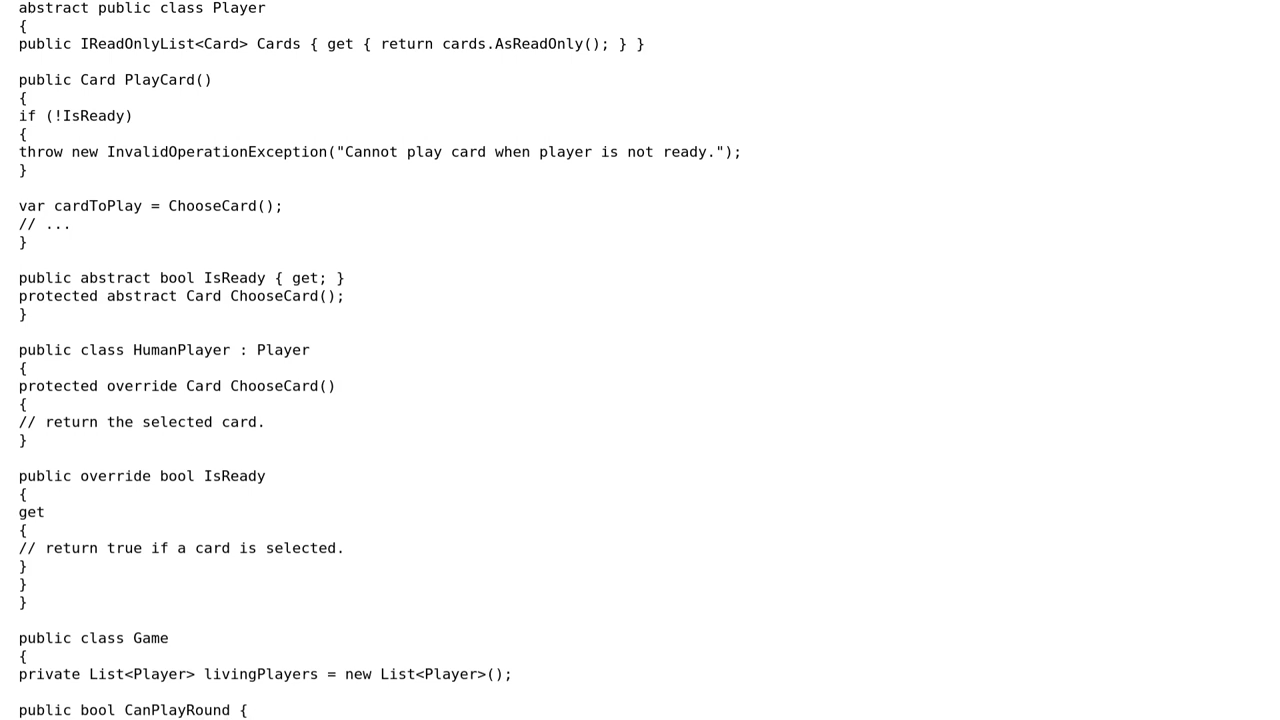 abstract public class Player
{
public IReadOnlyList<Card> Cards { get { return cards.AsReadOnly(); } }
public Card PlayCard()
{
if (!IsReady)
{
throw new InvalidOperationException("Cannot play card when player is not ready.");
}
var cardToPlay = ChooseCard();
// ...
}
public abstract bool IsReady { get; }
protected abstract Card ChooseCard();
}
public class HumanPlayer : Player
{
protected override Card ChooseCard()
{
// return the selected card.
}
public override bool IsReady
{
get
{
// return true if a card is selected.
}
}
}
public class Game
{
private List<Player> livingPlayers = new List<Player>();
public bool CanPlayRound {